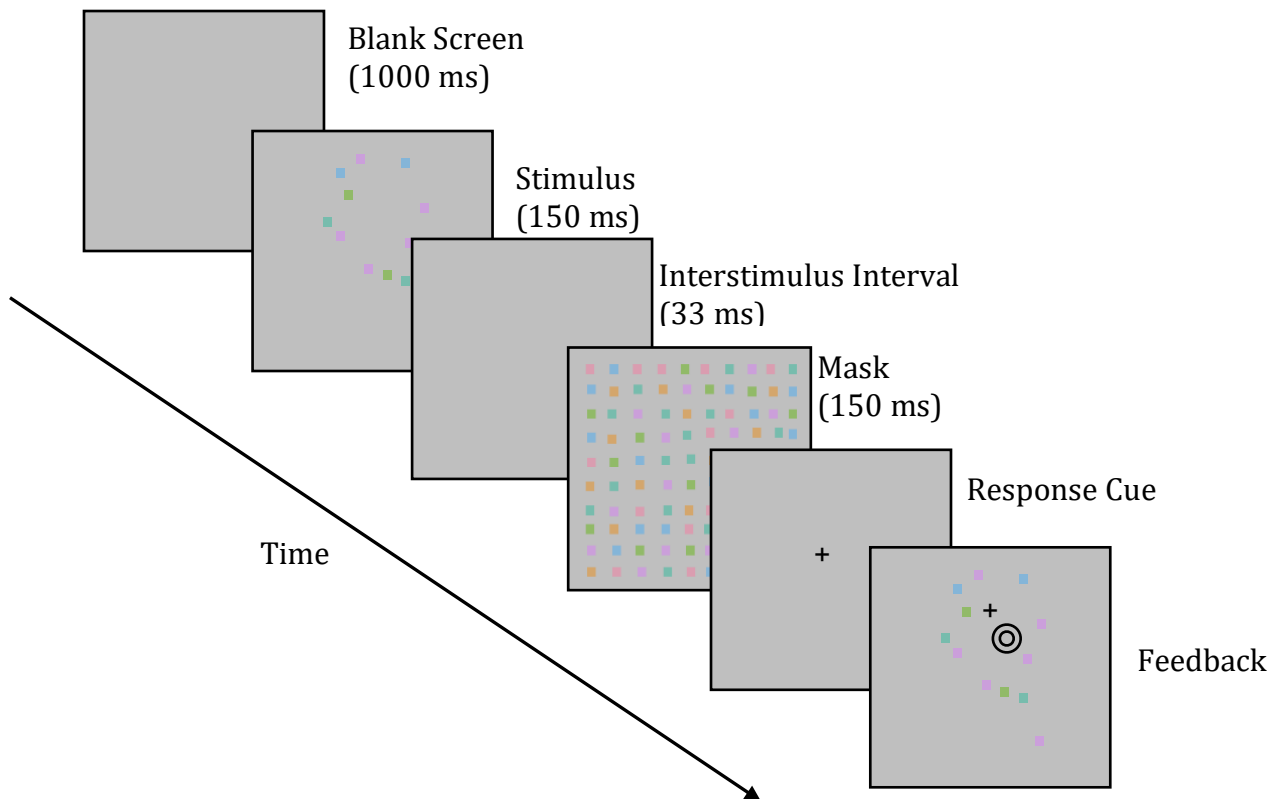 Blank Screen
(1000 ms)
Stimulus
(150 ms)
Interstimulus Interval
(33 ms)
Mask
(150 ms)
Response Cue
Time
Feedback